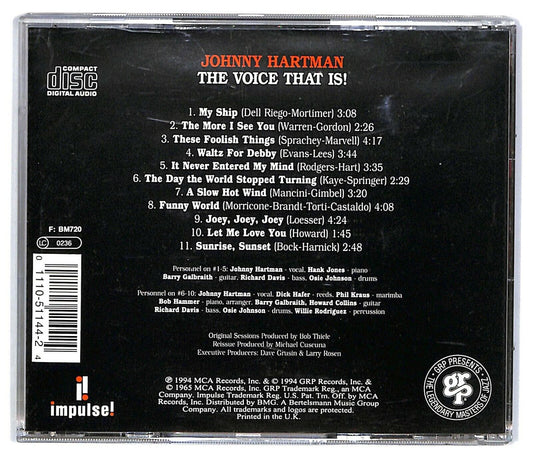 COMPACT
disc
DIGITAL AUDIO
JOHNNY HARTMAN
THE VOICE THAT IS!
1. My Ship (Dell Riego-Mortimer) 3:08
2. The More I See You (Warren-Gordon) 2:26
3. These Foolish Things (Sprachey-Marvell) 4:17
4. Waltz For Debby (Evans-Lees) 3:44
5. It Never Entered My Mind (Rodgers-Hart) 3:35
6. The Day the World Stopped Turning (Kaye-Springer) 2:29
7. A Slow Hot Wind (Mancini-Gimbel) 3:20
8. Funny World (Morricone-Brandt-Torti-Castaldo) 4:08
9. Joey, Joey, Joey (Loesser) 4:24
10. Let Me Love You (Howard) 1:45
11. Sunrise, Sunset (Bock-Harnick) 2:48
F: BM720
LC 0236
0 11110-51144-2 4
Personnel on #1-5: Johnny Hartman - vocal. Hank Jones - piano
Barry Galbraith - guitar. Richard Davis - bass. Osie Johnson - drums
Personnel on #6-10: Johnny Hartman - vocal. Dick Hafer - reeds. Phil Kraus - marimba
Bob Hammer - piano, arranger. Barry Galbraith, Howard Collins - guitar
Richard Davis - bass. Osie Johnson - drums. Willie Rodriguez - percussion
Original Sessions Produced by Bob Thiele
Reissue Produced by Michael Cuscuna
Executive Producers: Dave Grusin & Larry Rosen
℗ 1994 MCA Records, Inc. & © 1994 GRP Records, Inc. &
© 1965 MCA Records, Inc. GRP Trademark Reg., an MCA
Company. Impulse Trademark Reg. U.S. Pat. Tm. Off. by MCA
Records, Inc. Distributed by BMG. A Bertelsmann Music Group
Company. All trademarks and logos are protected.
Printed in the U.K.
i!
impulse!
GRP PRESENTS
THE LEGENDARY MASTERS OF JAZZ
grp